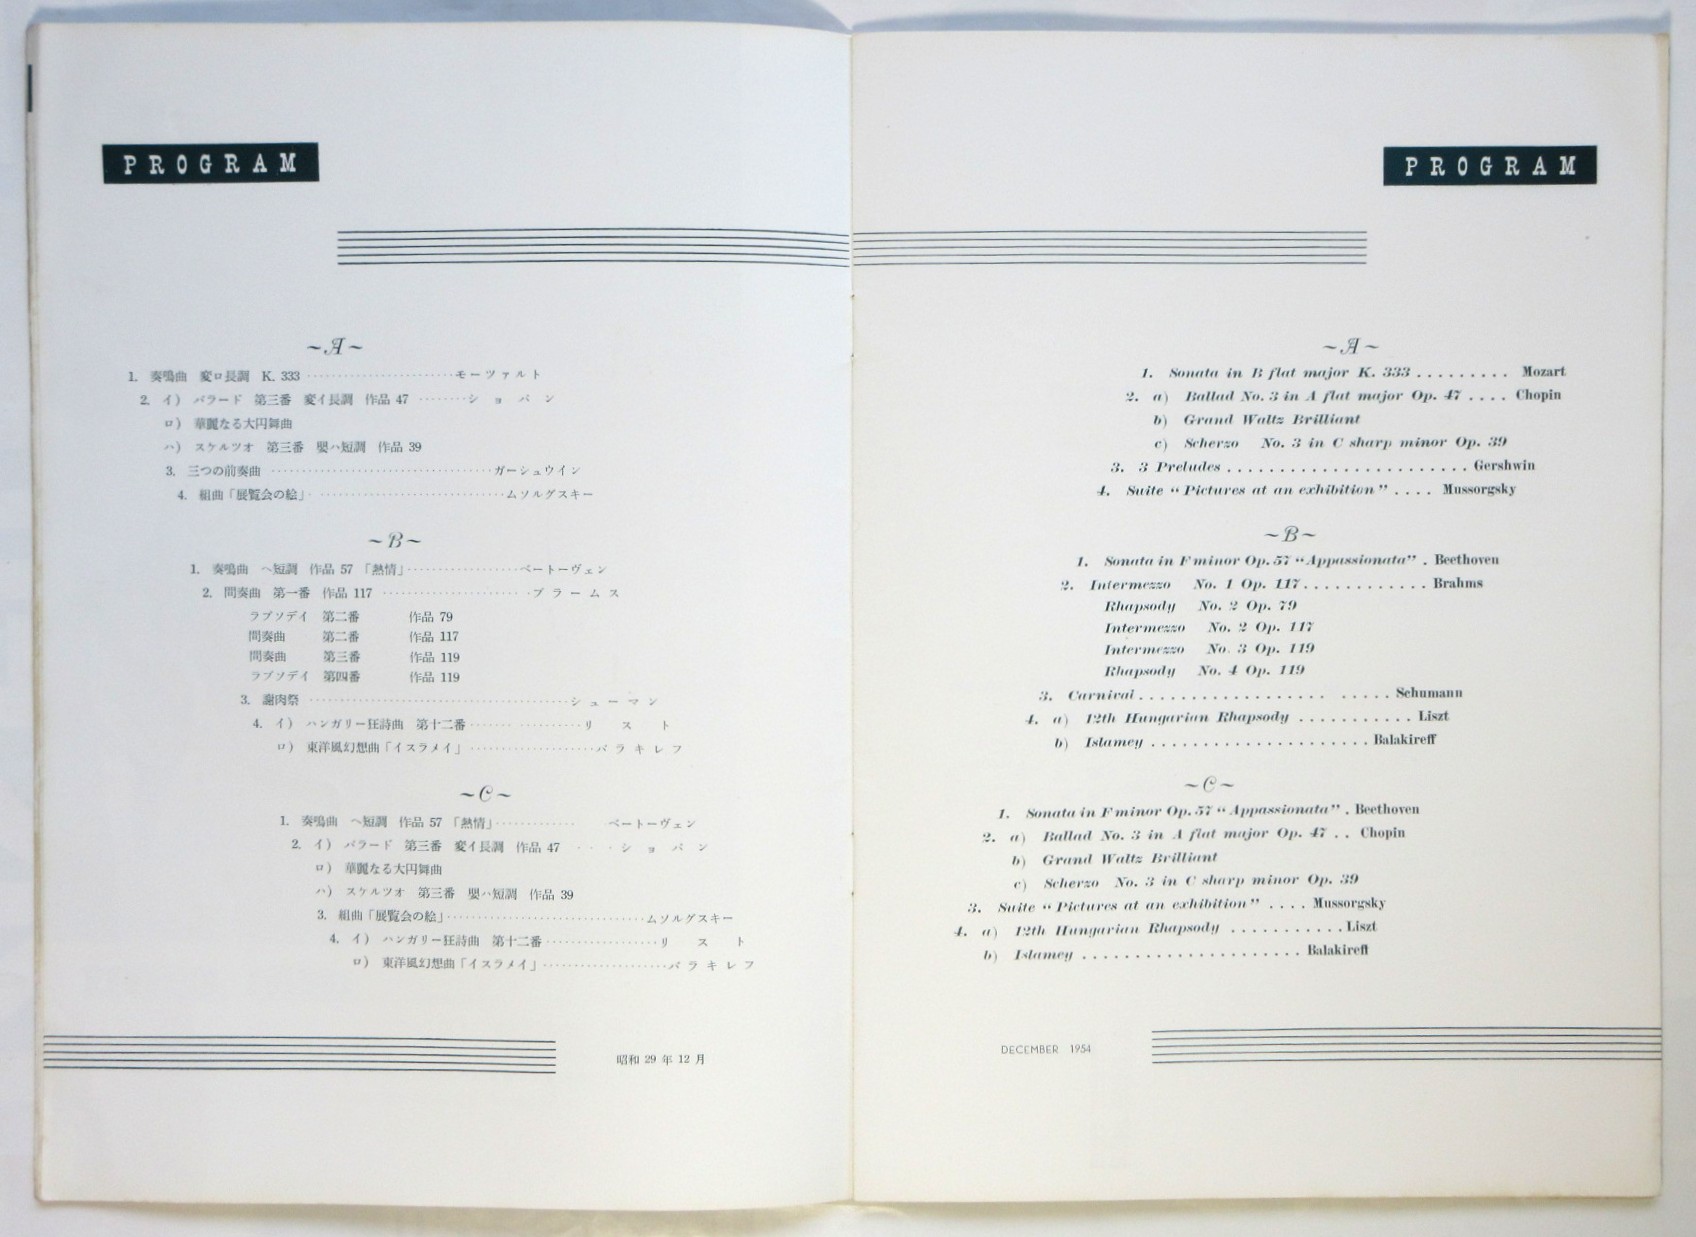 PROGRAM
~A~
1. 奏鳴曲 変ロ長調 K. 333 ························ モーツァルト
2. イ) バラード 第三番 変イ長調 作品 47 ········ ショパン
ロ) 華麗なる大円舞曲
ハ) スケルツオ 第三番 嬰ハ短調 作品 39
3. 三つの前奏曲 ···································· ガーシュウイン
4. 組曲「展覧会の絵」 ································ ムソルグスキー
~B~
1. 奏鳴曲 ヘ短調 作品 57 「熱情」 ·················· ベートーヴェン
2. 間奏曲 第一番 作品 117 ························ ブラームス
ラプソデイ 第二番 作品 79
間奏曲 第二番 作品 117
間奏曲 第三番 作品 119
ラプソデイ 第四番 作品 119
3. 謝肉祭 ·········································· シューマン
4. イ) ハンガリー狂詩曲 第十二番 ·················· リスト
ロ) 東洋風幻想曲「イスラメイ」 ···················· バラキレフ
~C~
1. 奏鳴曲 ヘ短調 作品 57 「熱情」 ············· ベートーヴェン
2. イ) バラード 第三番 変イ長調 作品 47 ··· ショパン
ロ) 華麗なる大円舞曲
ハ) スケルツオ 第三番 嬰ハ短調 作品 39
3. 組曲「展覧会の絵」 ································ ムソルグスキー
4. イ) ハンガリー狂詩曲 第十二番 ·················· リスト
ロ) 東洋風幻想曲「イスラメイ」 ···················· バラキレフ
昭和 29 年 12 月
PROGRAM
~A~
1. Sonata in B flat major K. 333 ......... Mozart
2. a) Ballad No. 3 in A flat major Op. 47 .... Chopin
b) Grand Waltz Brilliant
c) Scherzo No. 3 in C sharp minor Op. 39
3. 3 Preludes ....................... Gershwin
4. Suite “Pictures at an exhibition” .... Mussorgsky
~B~
1. Sonata in F minor Op. 57 “Appassionata” . Beethoven
2. Intermezzo No. 1 Op. 117 ............ Brahms
Rhapsody No. 2 Op. 79
Intermezzo No. 2 Op. 117
Intermezzo No. 3 Op. 119
Rhapsody No. 4 Op. 119
3. Carnival .................. ..... Schumann
4. a) 12th Hungarian Rhapsody ........... Liszt
b) Islamey ..................... Balakireff
~C~
1. Sonata in F minor Op. 57 “Appassionata” . Beethoven
2. a) Ballad No. 3 in A flat major Op. 47 .. Chopin
b) Grand Waltz Brilliant
c) Scherzo No. 3 in C sharp minor Op. 39
3. Suite “Pictures at an exhibition” .... Mussorgsky
4. a) 12th Hungarian Rhapsody ........... Liszt
b) Islamey ..................... Balakireff
DECEMBER 1954